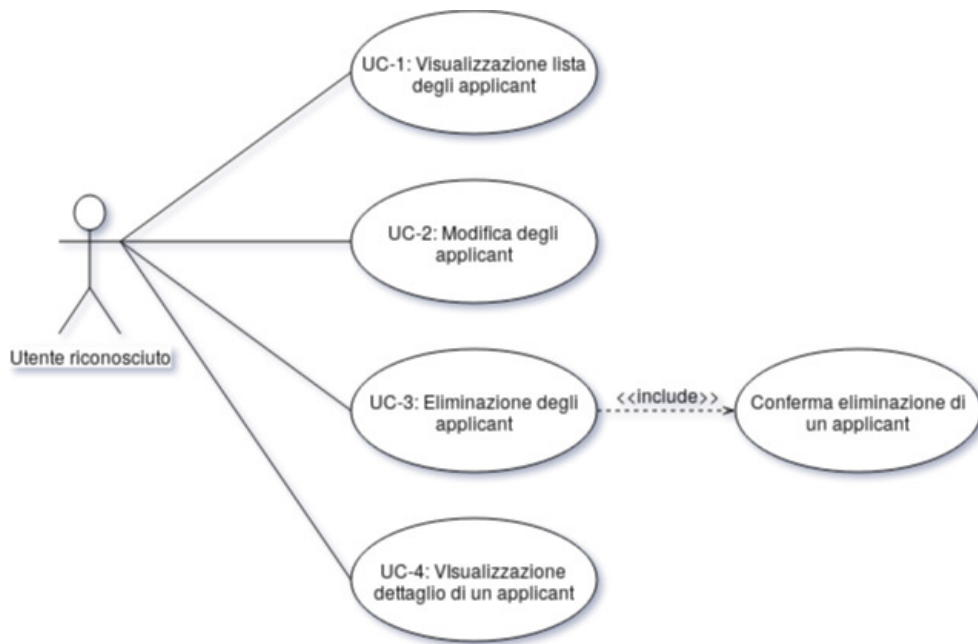 UC-1: Visualizzazione lista
degli applicant
UC-2: Modifica degli
applicant
Utente riconosciuto
UC-3: Eliminazione degli
applicant
<<include>>
Conferma eliminazione di
un applicant
UC-4: VIsualizzazione
dettaglio di un applicant